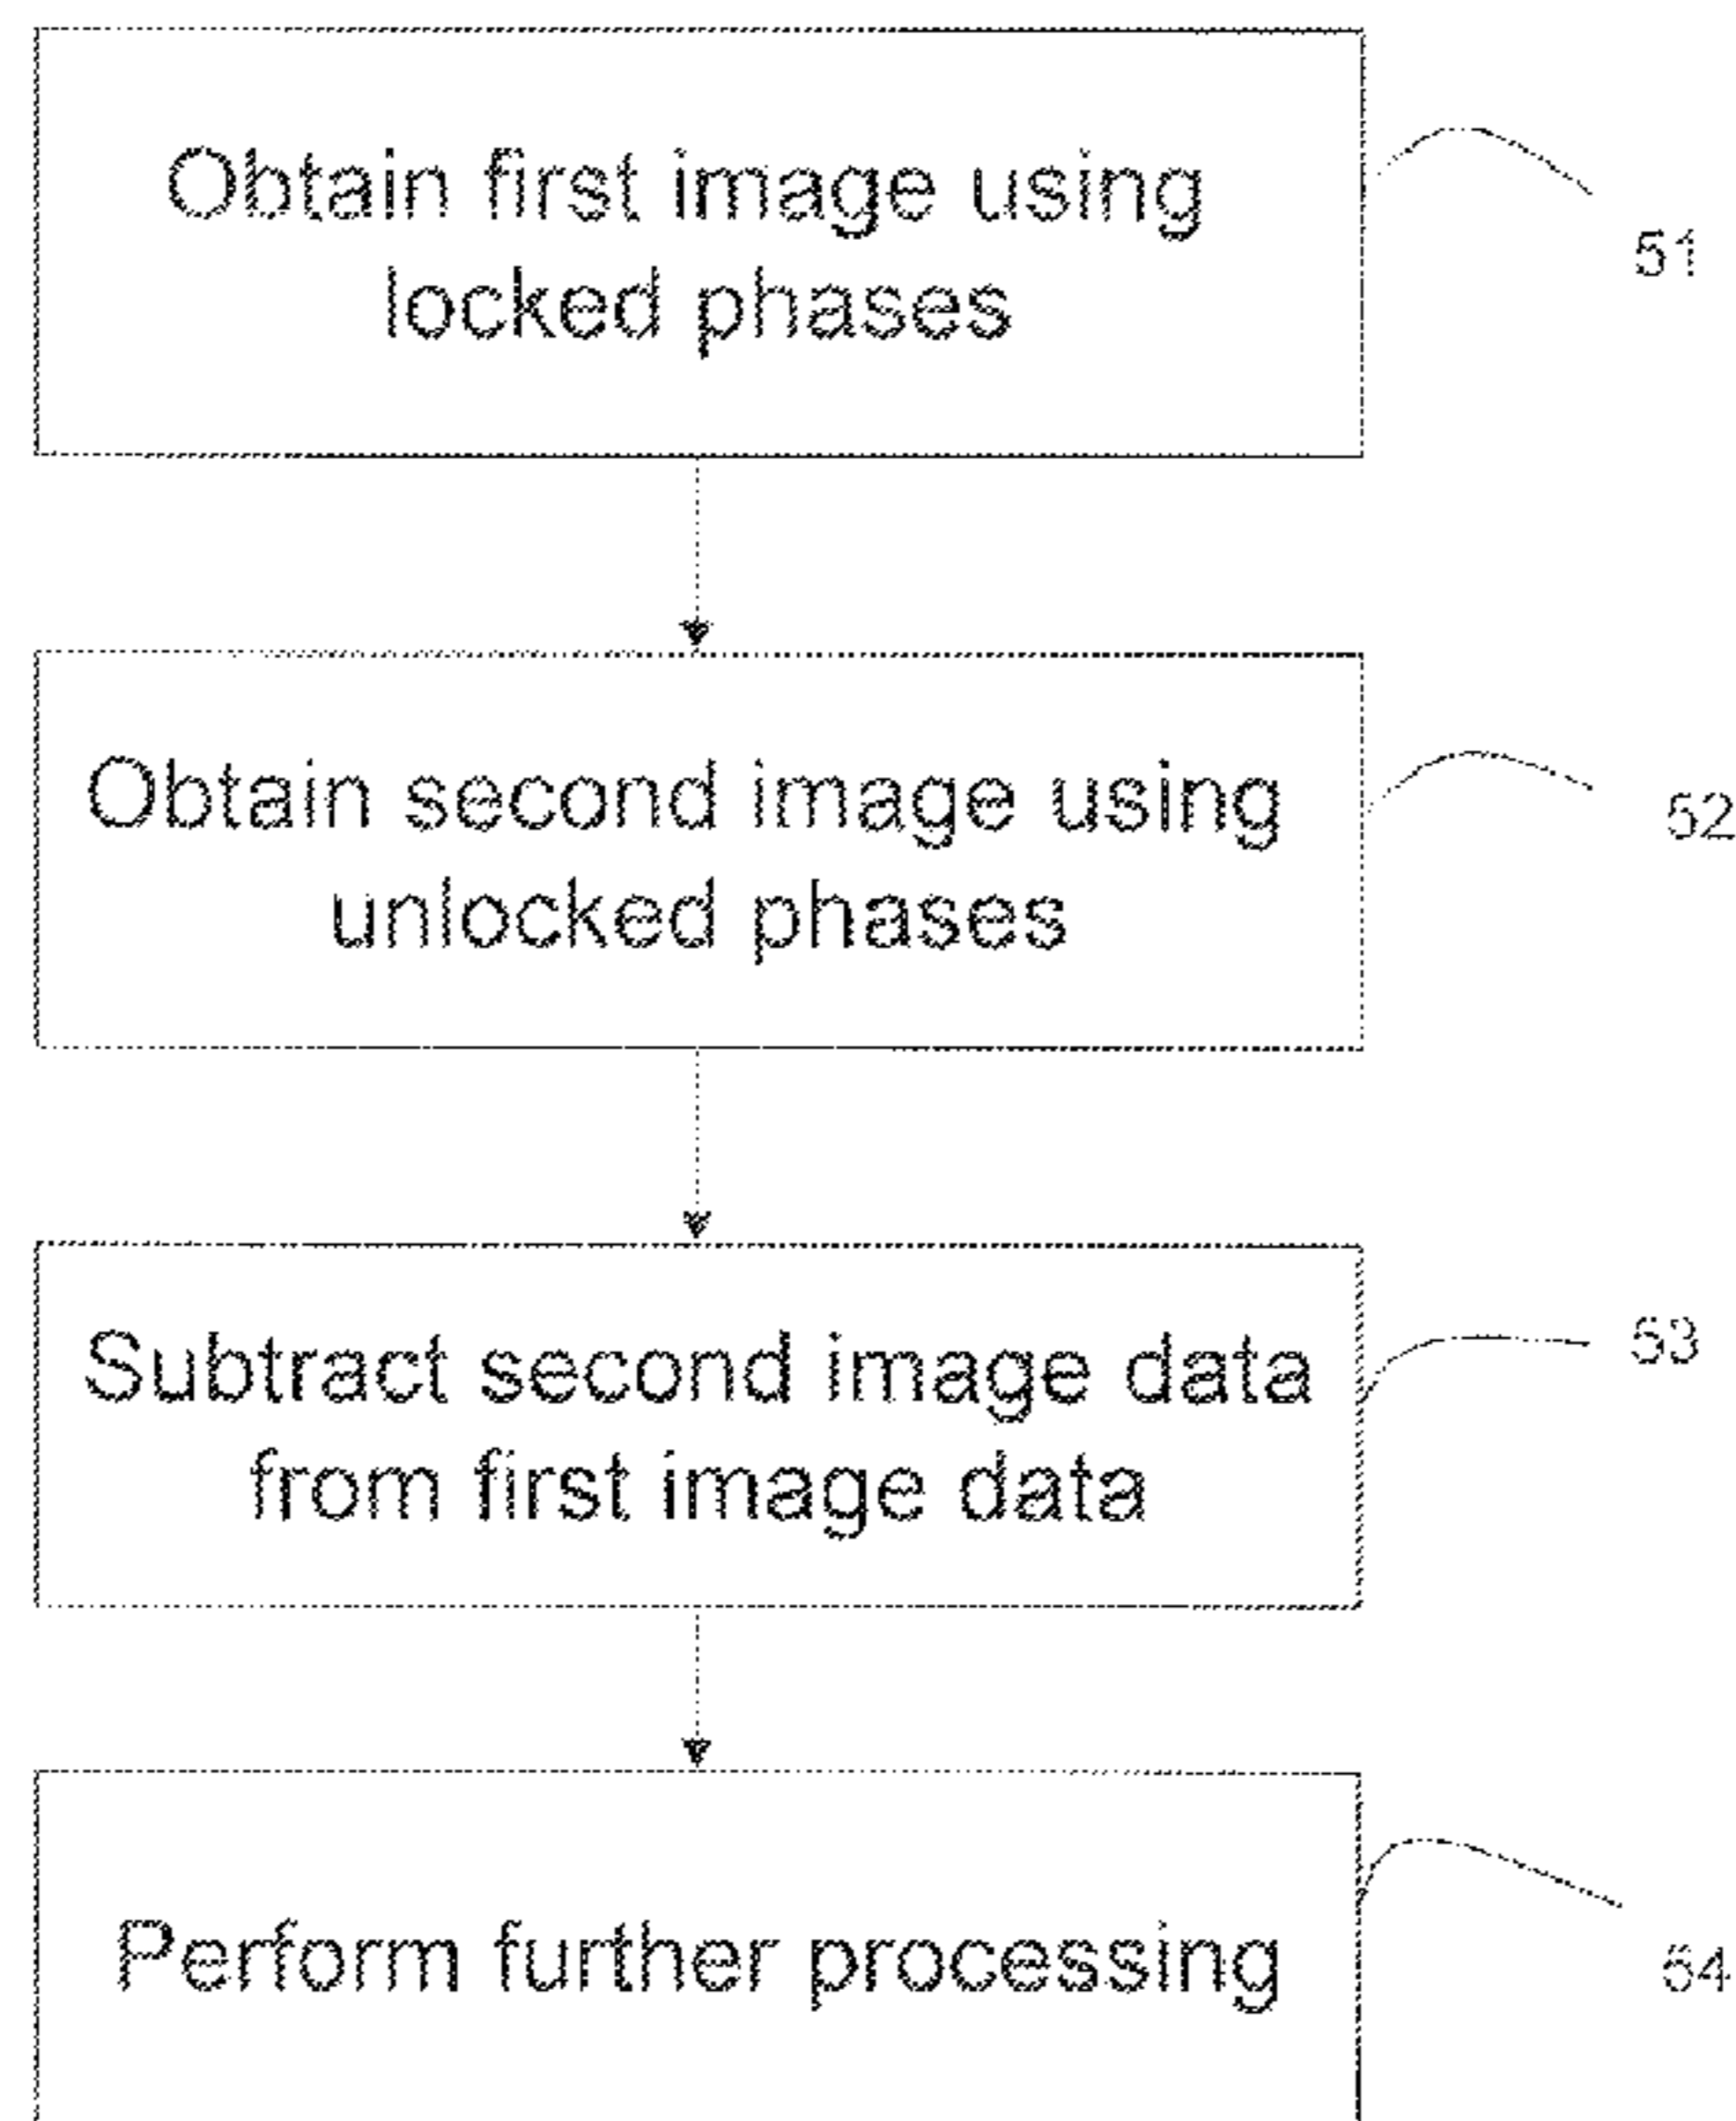 Obtain first image using
locked phases
51
Obtain second image using
unlocked phases
52
Subtract second image data
from first image data
53
Perform further processing
54